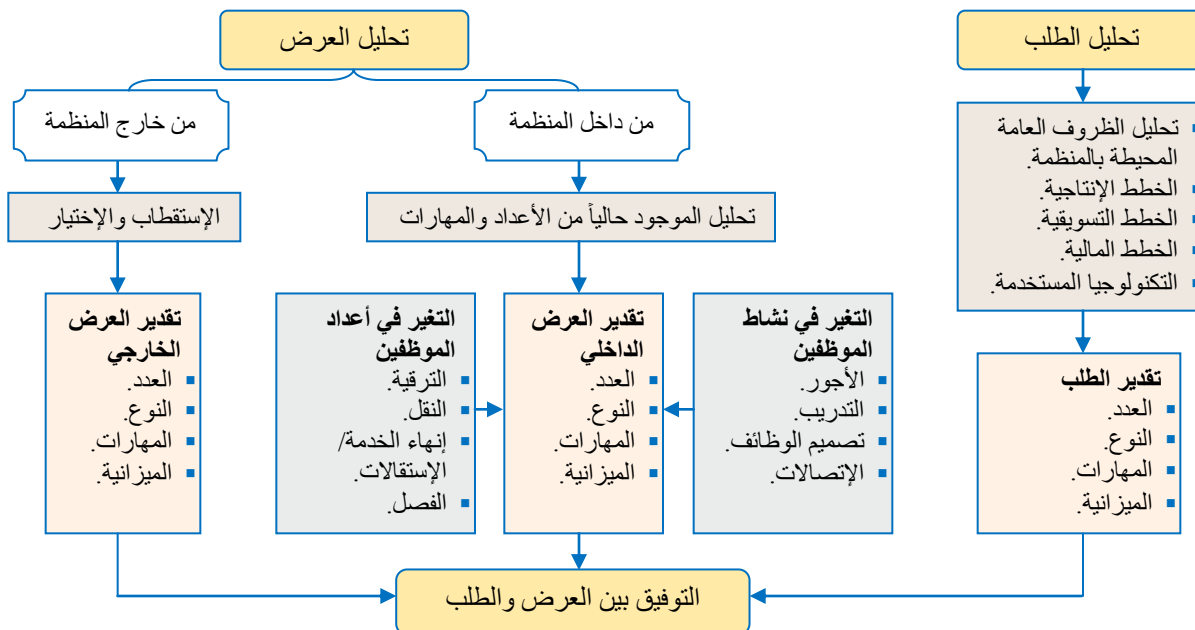 تحليل الطلب
تحليل الظروف العامة
المحيطة بالمنظمة.
الخطط الإنتاجية.
الخطط التسويقية.
الخطط المالية.
التكنولوجيا المستخدمة.
تقدير الطلب
العدد.
النوع.
المهارات.
الميزانية.
تحليل العرض
من داخل المنظمة
من خارج المنظمة
تحليل الموجود حالياً من الأعداد والمهارات
الإستقطاب والإختيار
التغير في نشاط
الموظفين
الأجور.
التدريب.
تصميم الوظائف.
الإتصالات.
تقدير العرض
الداخلي
العدد.
النوع.
المهارات.
الميزانية.
التغير في أعداد
الموظفين
الترقية.
النقل.
إنهاء الخدمة/
الإستقالات.
الفصل.
تقدير العرض
الخارجي
العدد.
النوع.
المهارات.
الميزانية.
التوفيق بين العرض والطلب